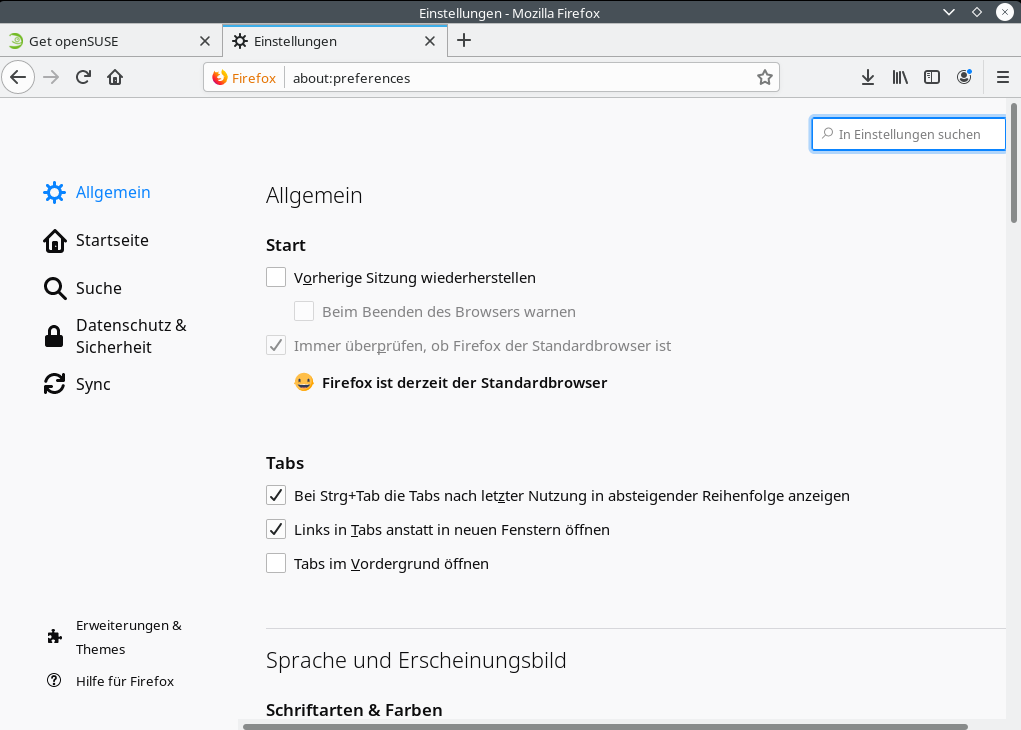 Einstellungen - Mozilla Firefox
Get openSUSE
Einstellungen
Firefox
about:preferences
In Einstellungen suchen
Allgemein
Startseite
Suche
Datenschutz &
Sicherheit
Sync
Erweiterungen &
Themes
Hilfe für Firefox
Allgemein
Start
Vorherige Sitzung wiederherstellen
Beim Beenden des Browsers warnen
Immer überprüfen, ob Firefox der Standardbrowser ist
Firefox ist derzeit der Standardbrowser
Tabs
Bei Strg+Tab die Tabs nach letzter Nutzung in absteigender Reihenfolge anzeigen
Links in Tabs anstatt in neuen Fenstern öffnen
Tabs im Vordergrund öffnen
Sprache und Erscheinungsbild
Schriftarten & Farben